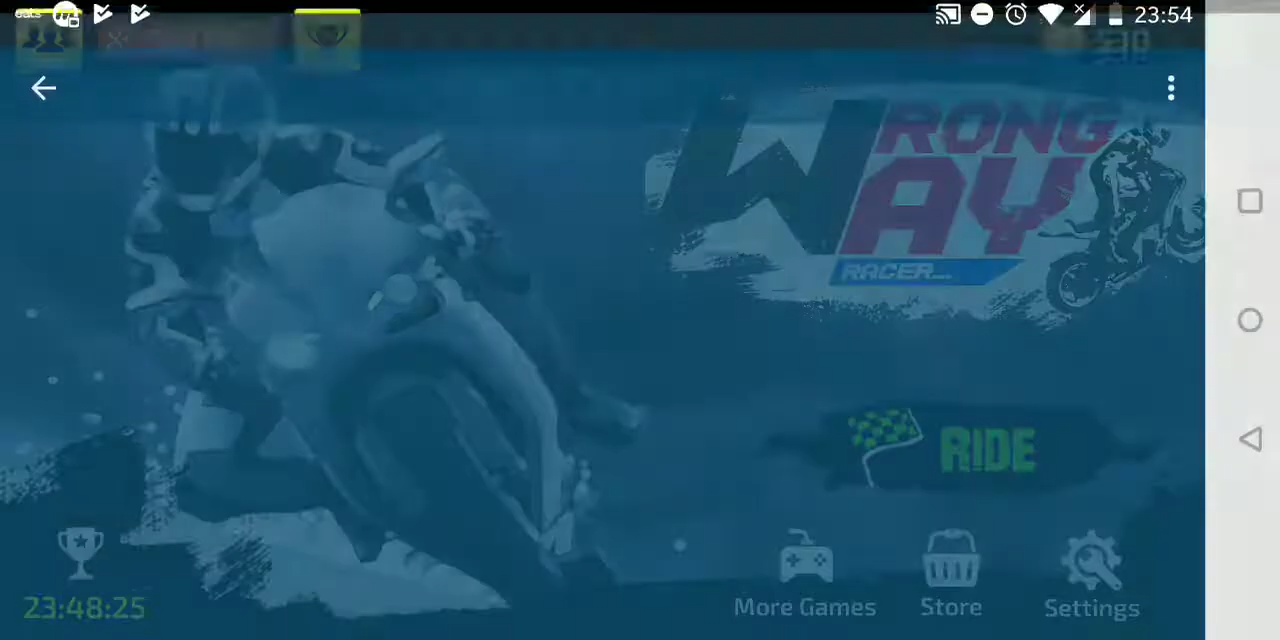 23:54
WRONG
WAY
RACER...
RIDE
23:48:25
More Games
Store
Settings